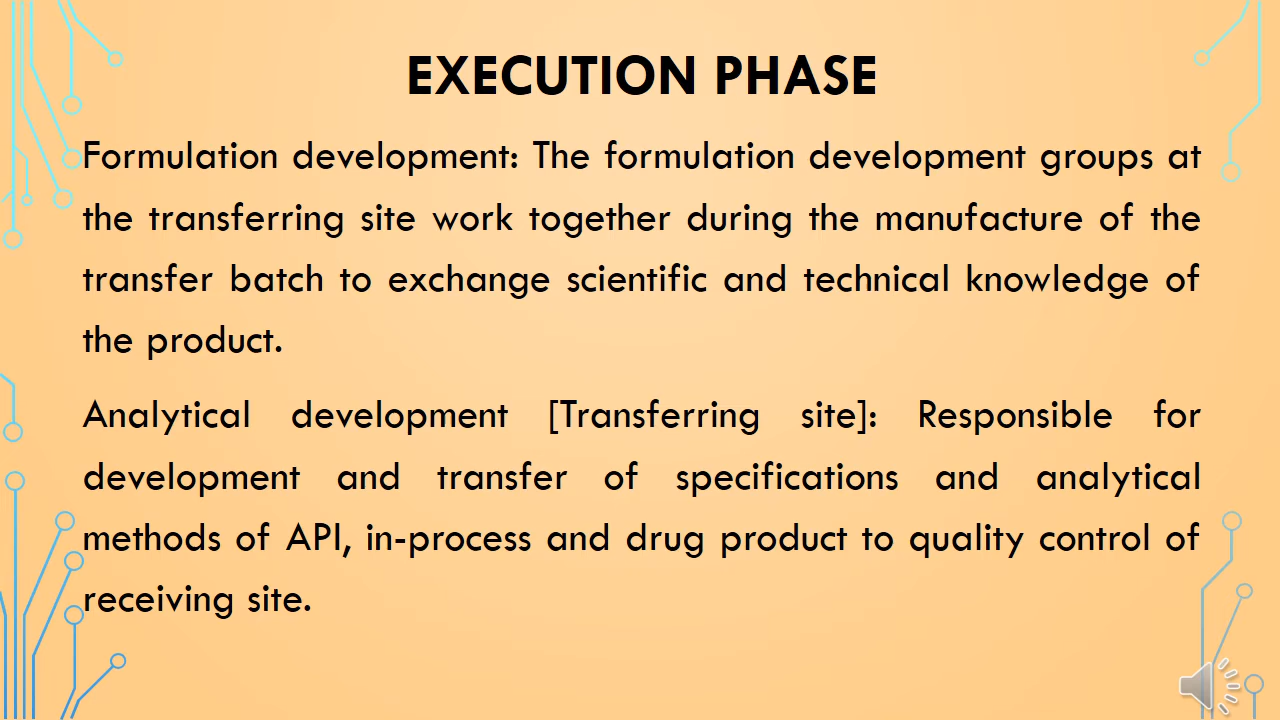 EXECUTION PHASE
Formulation development: The formulation development groups at
the transferring site work together during the manufacture of the
transfer batch to exchange scientific and technical knowledge of
the product.
Analytical development [Transferring site]: Responsible for
development and transfer of specifications and analytical
methods of API, in-process and drug product to quality control of
receiving site.